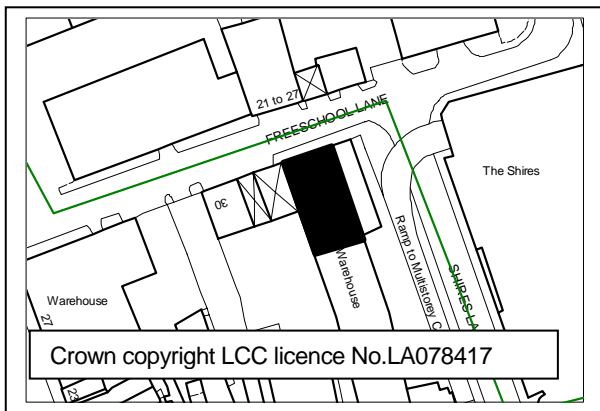 21 to 27
FREESCHOOL LANE
The Shires
30
Warehouse
Ramp to Multistorey C
SHIRES LA
Warehouse
27
23
Crown copyright LCC licence No.LA078417